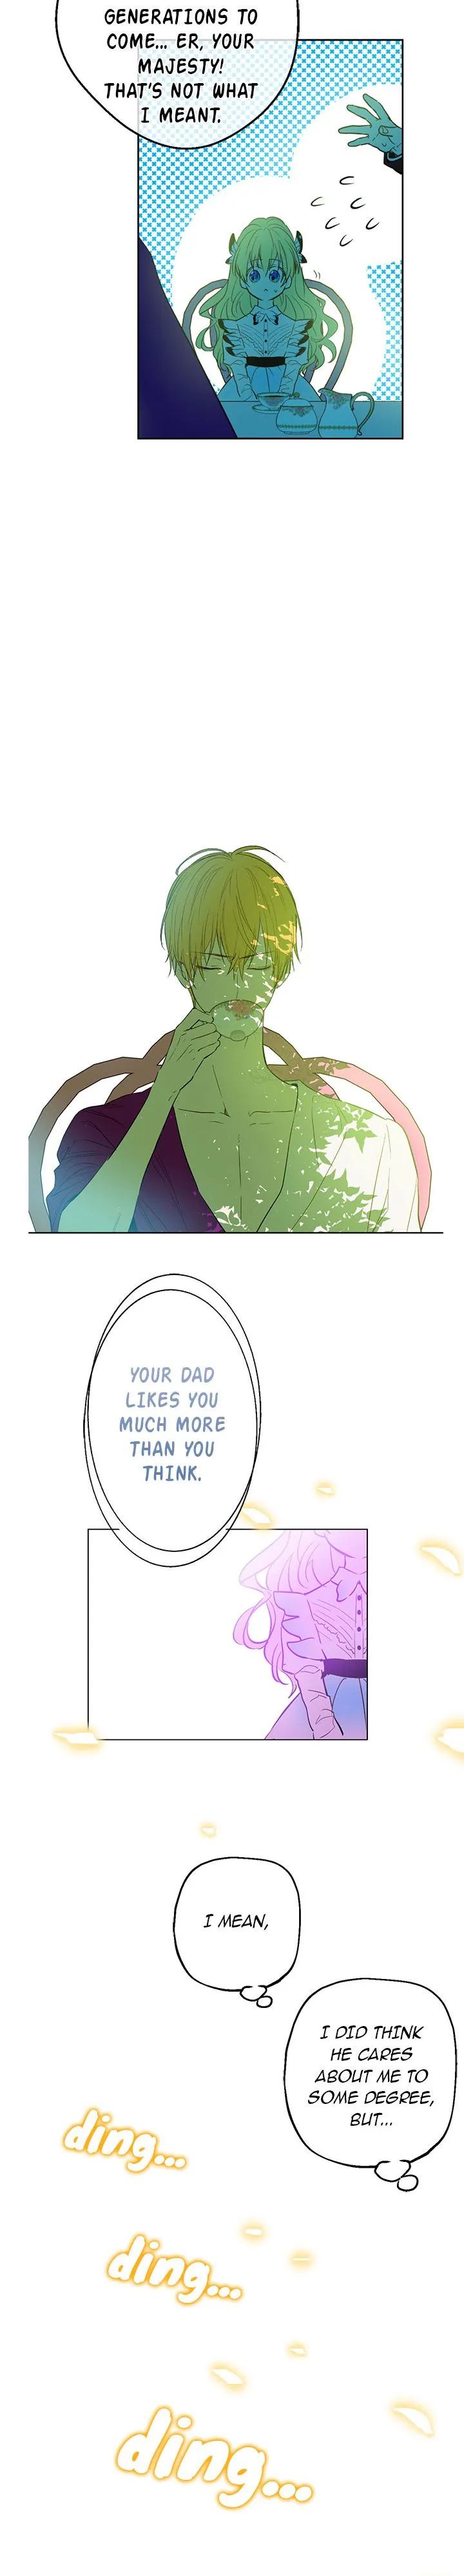 GENERATIONS TO
COME... ER, YOUR
MAJESTY!
THAT'S NOT WHAT
I MEANT.
YOUR DAD
LIKES YOU
MUCH MORE
THAN YOU
THINK.
I MEAN,
I DID THINK
HE CARES
ABOUT ME TO
SOME DEGREE,
BUT...
ding...
ding...
ding...